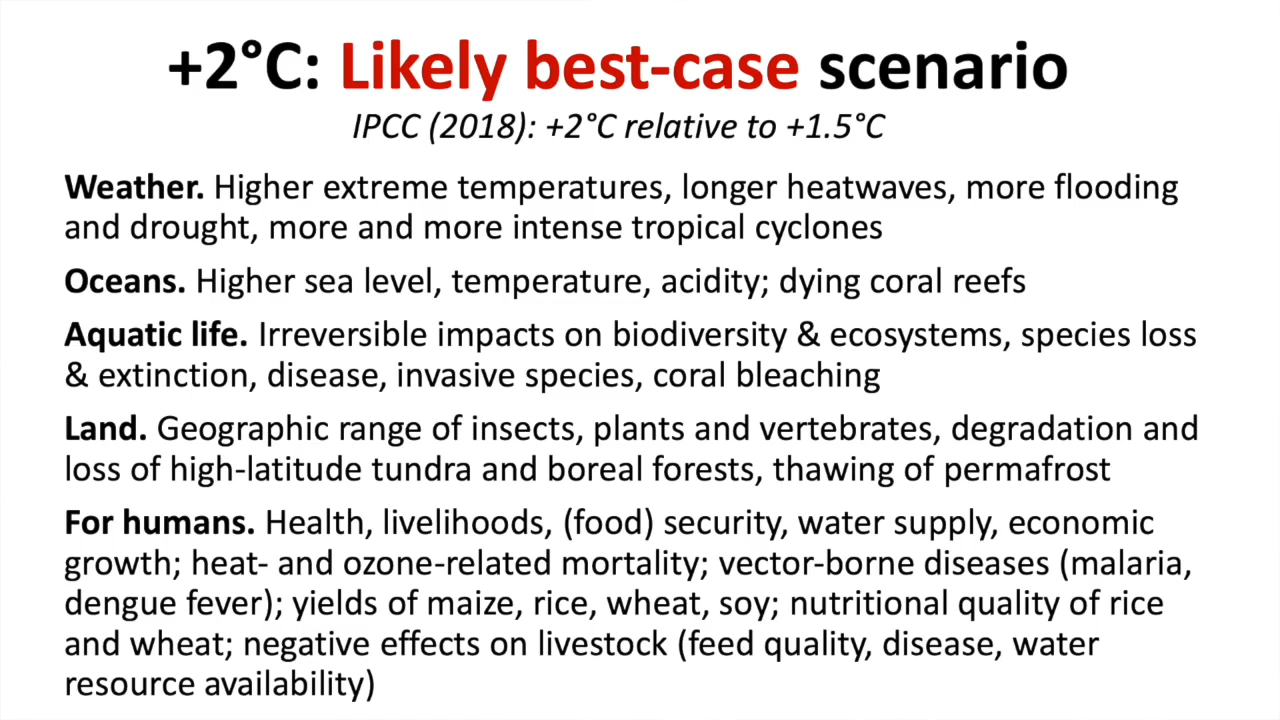 +2°C: Likely best-case scenario
IPCC (2018): +2°C relative to +1.5°C
Weather. Higher extreme temperatures, longer heatwaves, more flooding
and drought, more and more intense tropical cyclones
Oceans. Higher sea level, temperature, acidity; dying coral reefs
Aquatic life. Irreversible impacts on biodiversity & ecosystems, species loss
& extinction, disease, invasive species, coral bleaching
Land. Geographic range of insects, plants and vertebrates, degradation and
loss of high-latitude tundra and boreal forests, thawing of permafrost
For humans. Health, livelihoods, (food) security, water supply, economic
growth; heat- and ozone-related mortality; vector-borne diseases (malaria,
dengue fever); yields of maize, rice, wheat, soy; nutritional quality of rice
and wheat; negative effects on livestock (feed quality, disease, water
resource availability)